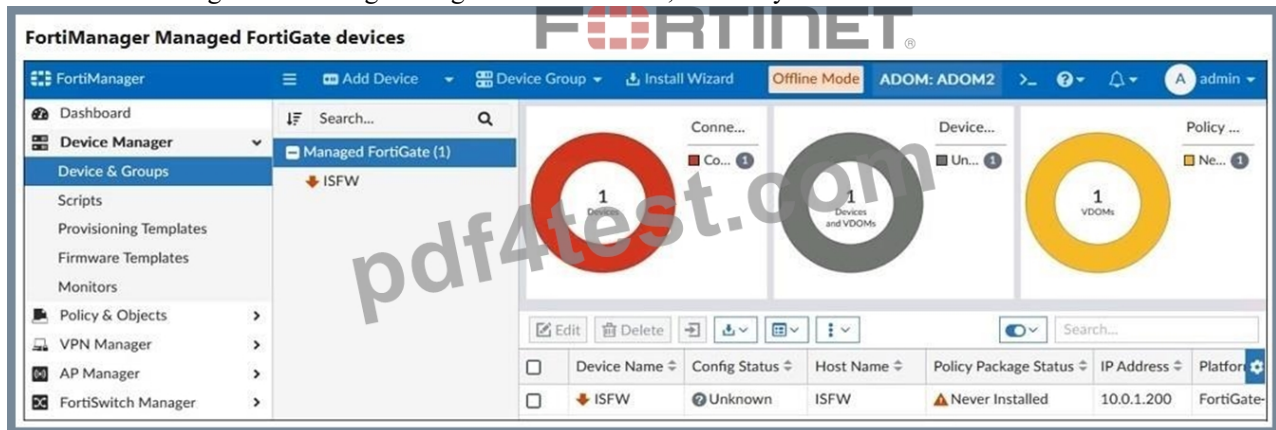 FORTINET®
FortiManager Managed FortiGate devices
FortiManager
Add Device
Device Group
Install Wizard
Offline Mode
ADOM: ADOM2
>_
A
admin
Dashboard
Device Manager
Device & Groups
Scripts
Provisioning Templates
Firmware Templates
Monitors
Policy & Objects
VPN Manager
AP Manager
FortiSwitch Manager
Search...
Managed FortiGate (1)
ISFW
1
Devices
Conne...
Co... 1
1
Devices
and VDOMs
Device...
Un... 1
1
VDOMs
Policy ...
Ne... 1
Edit
Delete
Search...
Device Name Config Status Host Name Policy Package Status IP Address Platfor
ISFW Unknown ISFW Never Installed 10.0.1.200 FortiGate-
pdf4test.com